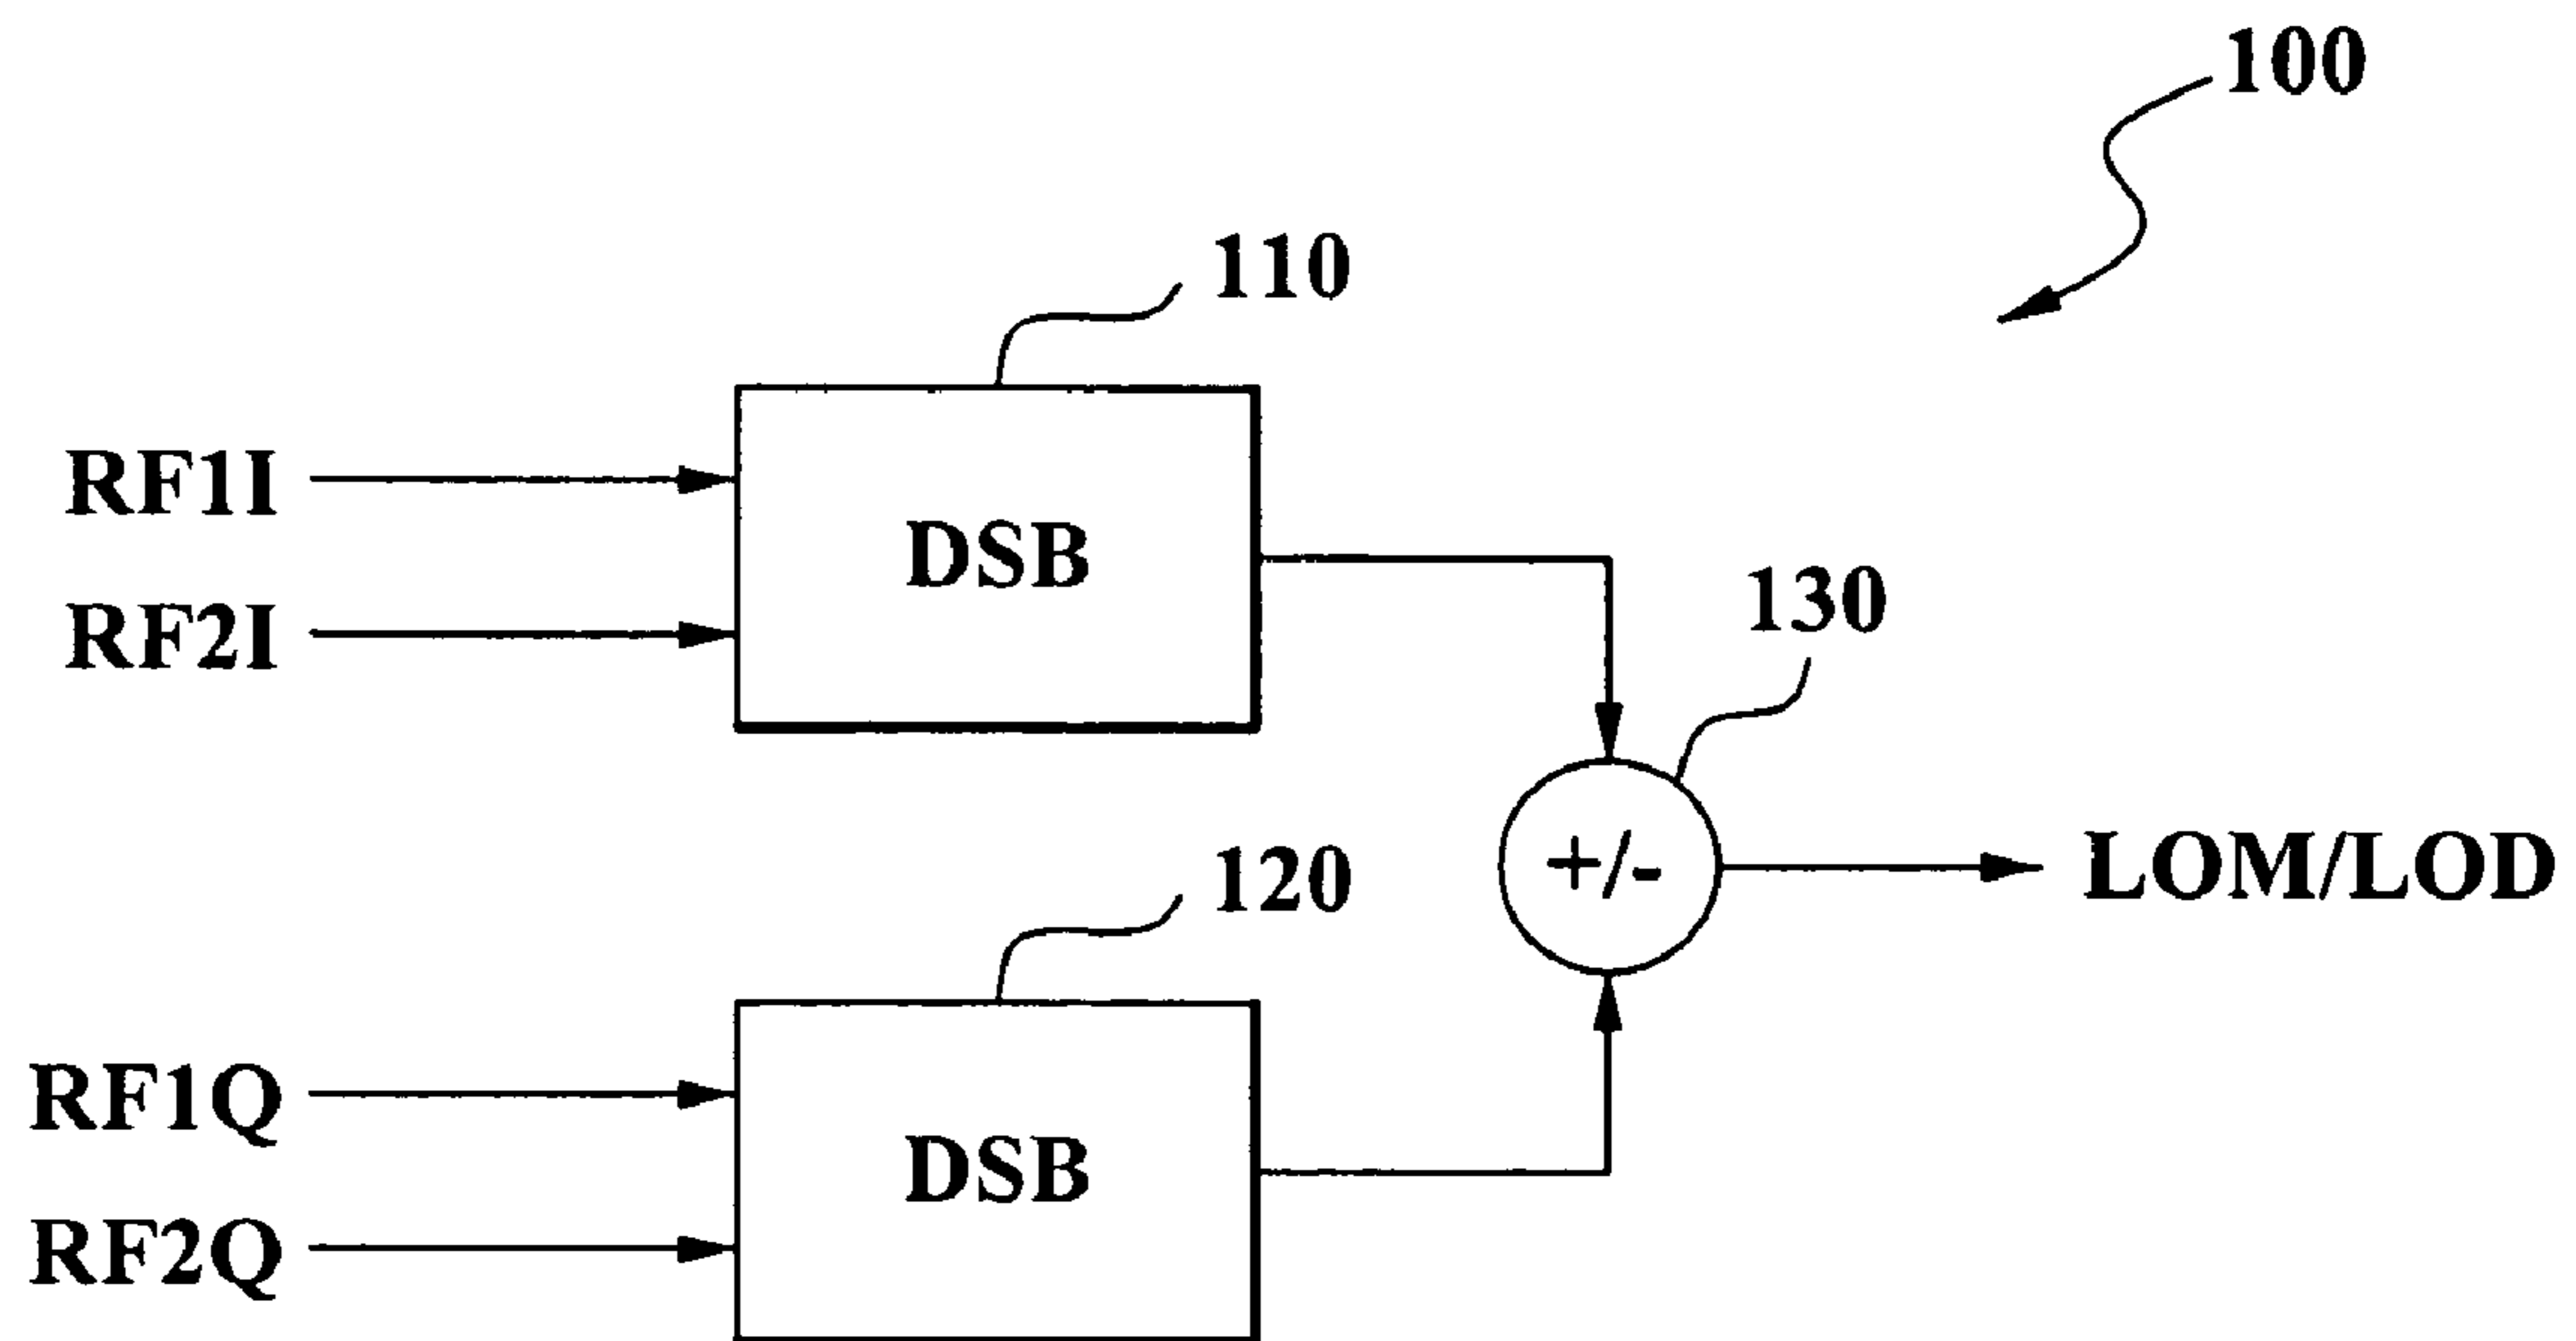 100
110
RF1I
DSB
RF2I
130
+/-
LOM/LOD
120
RF1Q
DSB
RF2Q